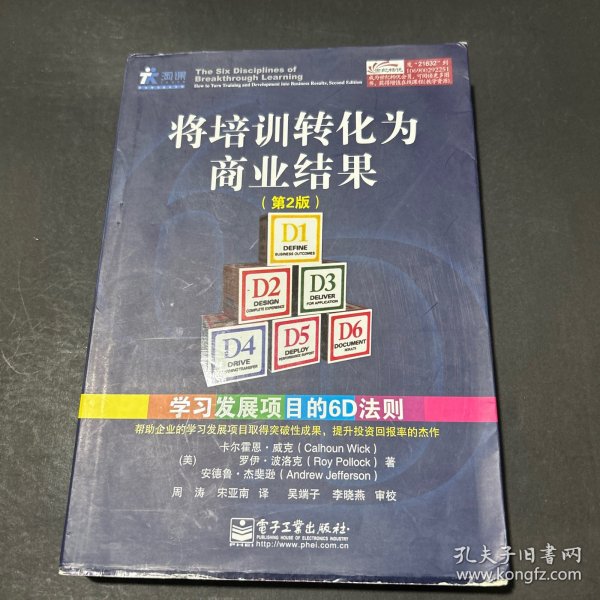 淘课
The Six Disciplines of
Breakthrough Learning
How to Turn Training and Development into Business Results, Second Edition
发"21832"到
106900292251
将培训转化为
商业结果
(第2版)
D1
DEFINE
BUSINESS OUTCOMES
D2
DESIGN
COMPLETE EXPERIENCE
D3
DELIVER
FOR APPLICATION
D4
DRIVE
D5
DEPLOY
PERFORMANCE SUPPORT
D6
DOCUMENT
RESULTS
学习发展项目的6D法则
帮助企业的学习发展项目取得突破性成果,提升投资回报率的杰作
卡尔霍恩·威克(Calhoun Wick)
(美) 罗伊·波洛克(Roy Pollock) 著
安德鲁·杰斐逊(Andrew Jefferson)
周 涛 宋亚南 译 吴端子 李晓燕 审校
電子工業出版社·
PUBLISHING HOUSE OF ELECTRONICS INDUSTRY
PHEI http://www.phei.com.cn
孔夫子旧书网
www.kongfz.com